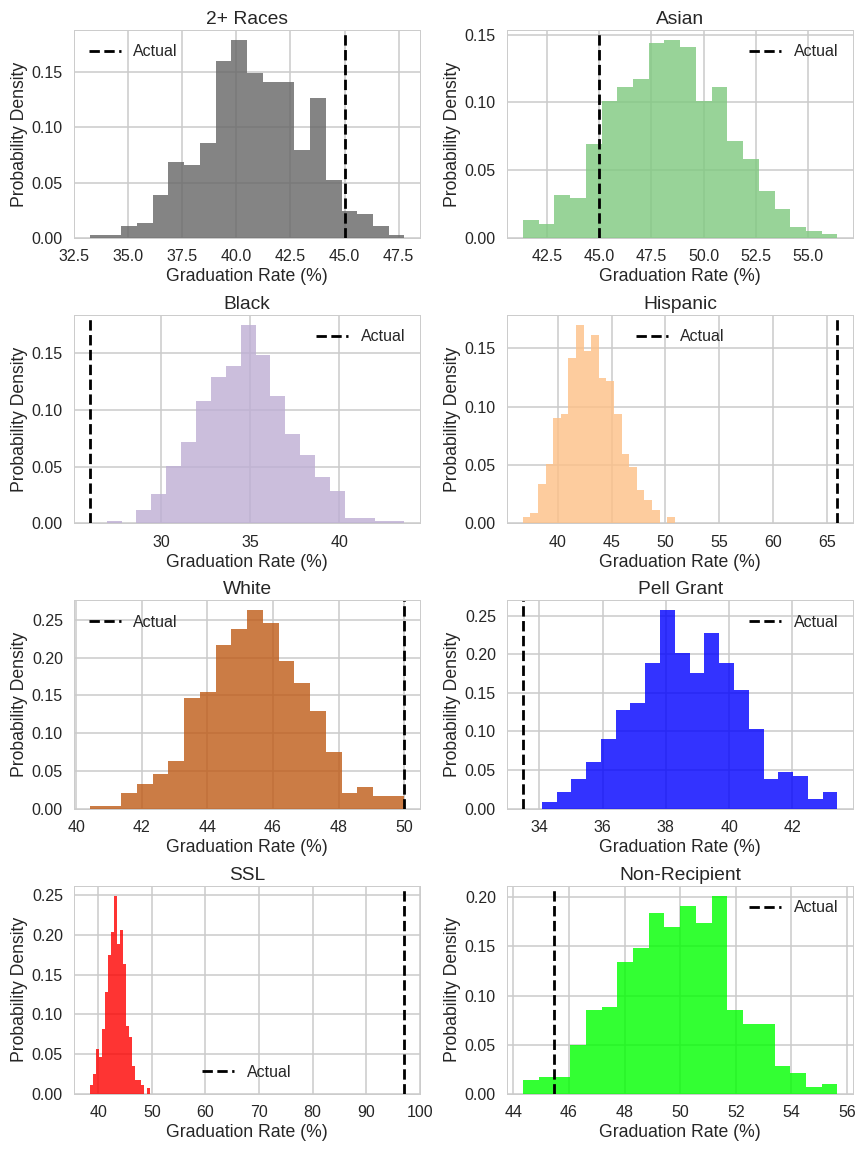 2+ Races
Actual
Probability Density
0.15
0.10
0.05
0.00
32.5 35.0 37.5 40.0 42.5 45.0 47.5
Graduation Rate (%)
Asian
Actual
Probability Density
0.15
0.10
0.05
0.00
42.5 45.0 47.5 50.0 52.5 55.0
Graduation Rate (%)
Black
Actual
Probability Density
0.15
0.10
0.05
0.00
30 35 40
Graduation Rate (%)
Hispanic
Actual
Probability Density
0.15
0.10
0.05
0.00
40 45 50 55 60 65
Graduation Rate (%)
White
Actual
Probability Density
0.25
0.20
0.15
0.10
0.05
0.00
40 42 44 46 48 50
Graduation Rate (%)
Pell Grant
Actual
Probability Density
0.25
0.20
0.15
0.10
0.05
0.00
34 36 38 40 42
Graduation Rate (%)
SSL
Actual
Probability Density
0.25
0.20
0.15
0.10
0.05
0.00
40 50 60 70 80 90 100
Graduation Rate (%)
Non-Recipient
Actual
Probability Density
0.20
0.15
0.10
0.05
0.00
44 46 48 50 52 54 56
Graduation Rate (%)